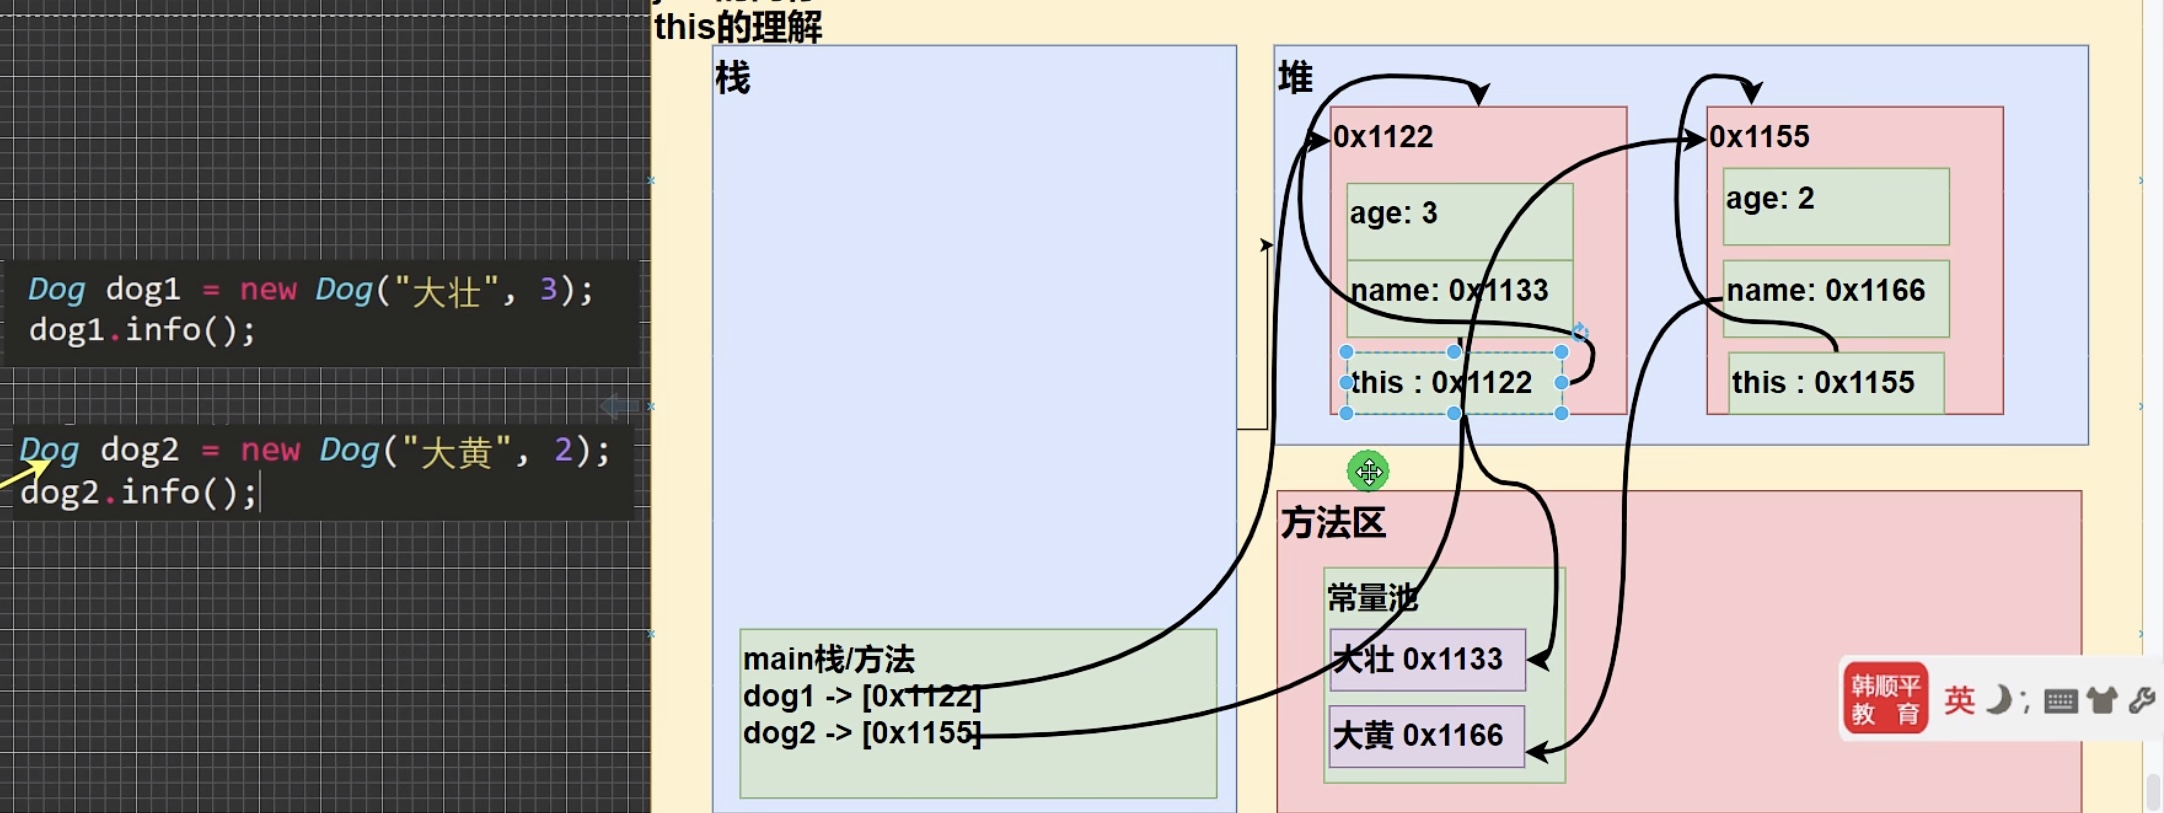 this的理解
Dog dog1 = new Dog("大壮", 3);
dog1.info();
Dog dog2 = new Dog("大黄", 2);
dog2.info();
栈
main栈/方法
dog1 -> [0x1122]
dog2 -> [0x1155]
堆
0x1122
age: 3
name: 0x1133
this : 0x1122
0x1155
age: 2
name: 0x1166
this : 0x1155
方法区
常量池
大壮 0x1133
大黄 0x1166
韩顺平
教 育
英 ;